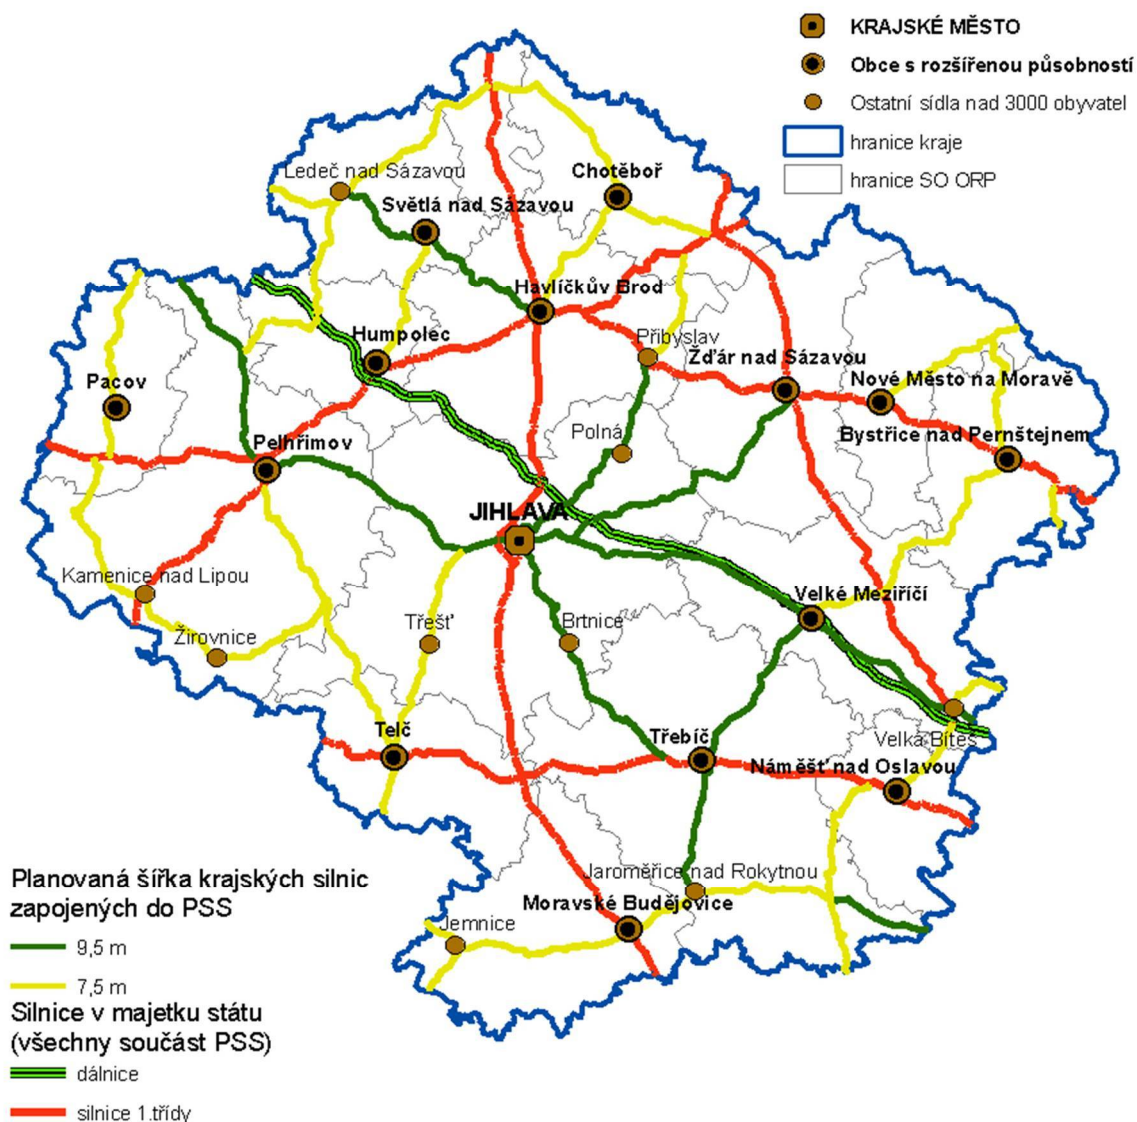 KRAJSKÉ MĚSTO
Obce s rozšířenou působností
Ostatní sídla nad 3000 obyvatel
hranice kraje
hranice SO ORP
Ledeč nad Sázavou
Chotěboř
Světlá nad Sázavou
Havlíčkův Brod
Humpolec
Přibyslav
Žďár nad Sázavou
Pacov
Nové Město na Moravě
Polná
Bystřice nad Pernštejnem
Pelhřimov
JIHLAVA
Kamenice nad Lipou
Velké Meziříčí
Třešť
Brtnice
Žirovnice
Telč
Třebíč
Velká Bíteš
Náměšť nad Oslavou
Jaroměřice nad Rokytnou
Moravské Budějovice
Jemnice
Planovaná šířka krajských silnic
zapojených do PSS
9,5 m
7,5 m
Silnice v majetku státu
(všechny součást PSS)
dálnice
silnice 1.třídy